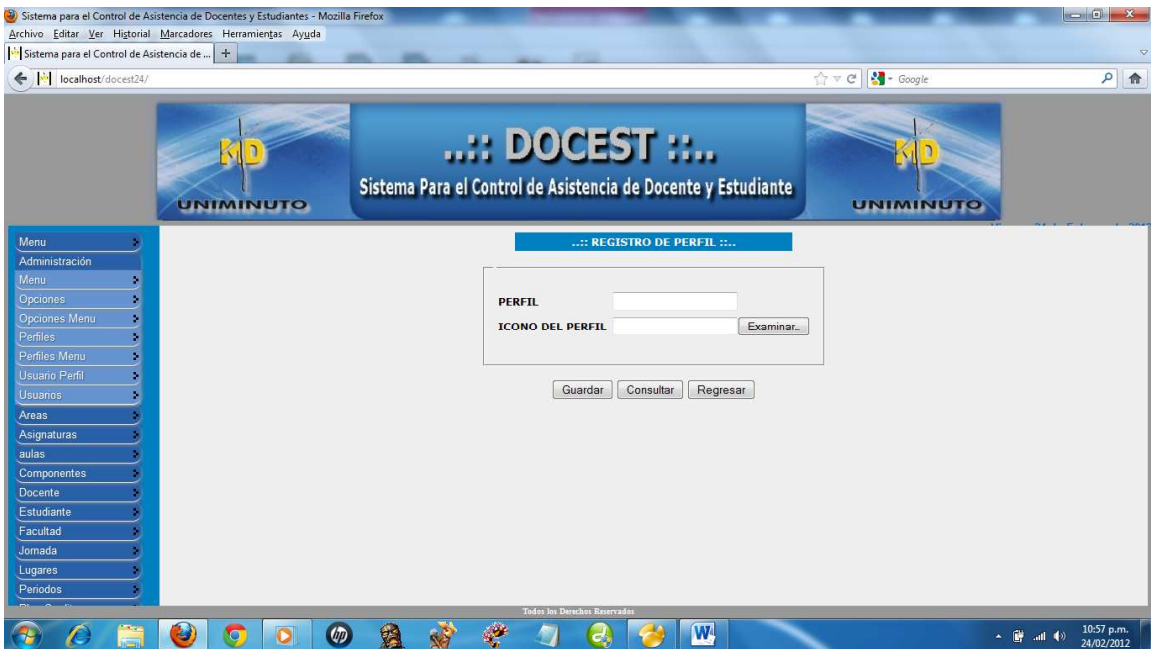 Sistema para el Control de Asistencia de Docentes y Estudiantes - Mozilla Firefox
Archivo Editar Ver Historial Marcadores Herramientas Ayuda
Sistema para el Control de Asistencia de ... +
localhost/docest24/
Google
MD
UNIMINUTO
..:: DOCEST ::..
Sistema Para el Control de Asistencia de Docente y Estudiante
MD
UNIMINUTO
Menu
Administración
Menu
Opciones
Opciones Menu
Perfiles
Perfiles Menu
Usuario Perfil
Usuarios
Areas
Asignaturas
aulas
Componentes
Docente
Estudiante
Facultad
Jornada
Lugares
Periodos
..:: REGISTRO DE PERFIL ::..
PERFIL
ICONO DEL PERFIL
Examinar..
Guardar
Consultar
Regresar
Todos los Derechos Reservados
hp
W
10:57 p.m.
24/02/2012